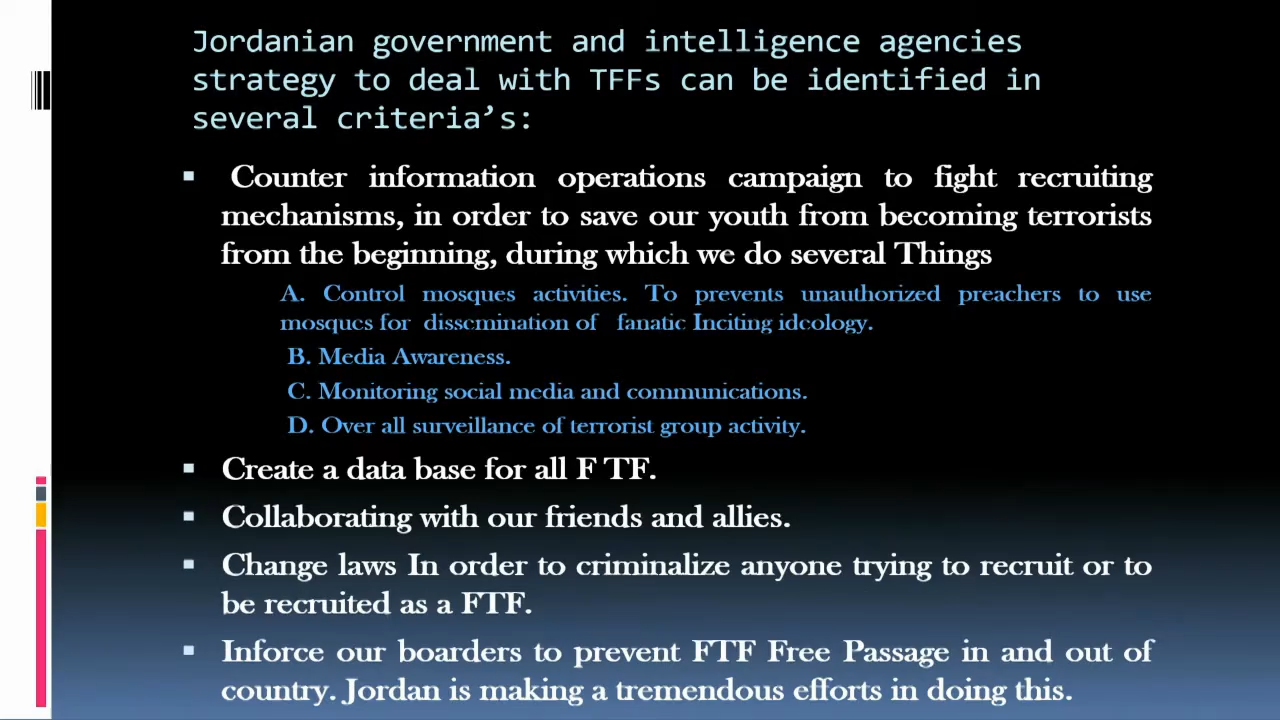 Jordanian government and intelligence agencies
strategy to deal with TFFs can be identified in
several criteria’s:
▪ Counter information operations campaign to fight recruiting
mechanisms, in order to save our youth from becoming terrorists
from the beginning, during which we do several Things
A. Control mosques activities. To prevents unauthorized preachers to use
mosques for dissemination of fanatic Inciting ideology.
B. Media Awareness.
C. Monitoring social media and communications.
D. Over all surveillance of terrorist group activity.
▪ Create a data base for all F TF.
▪ Collaborating with our friends and allies.
▪ Change laws In order to criminalize anyone trying to recruit or to
be recruited as a FTF.
▪ Inforce our boarders to prevent FTF Free Passage in and out of
country. Jordan is making a tremendous efforts in doing this.